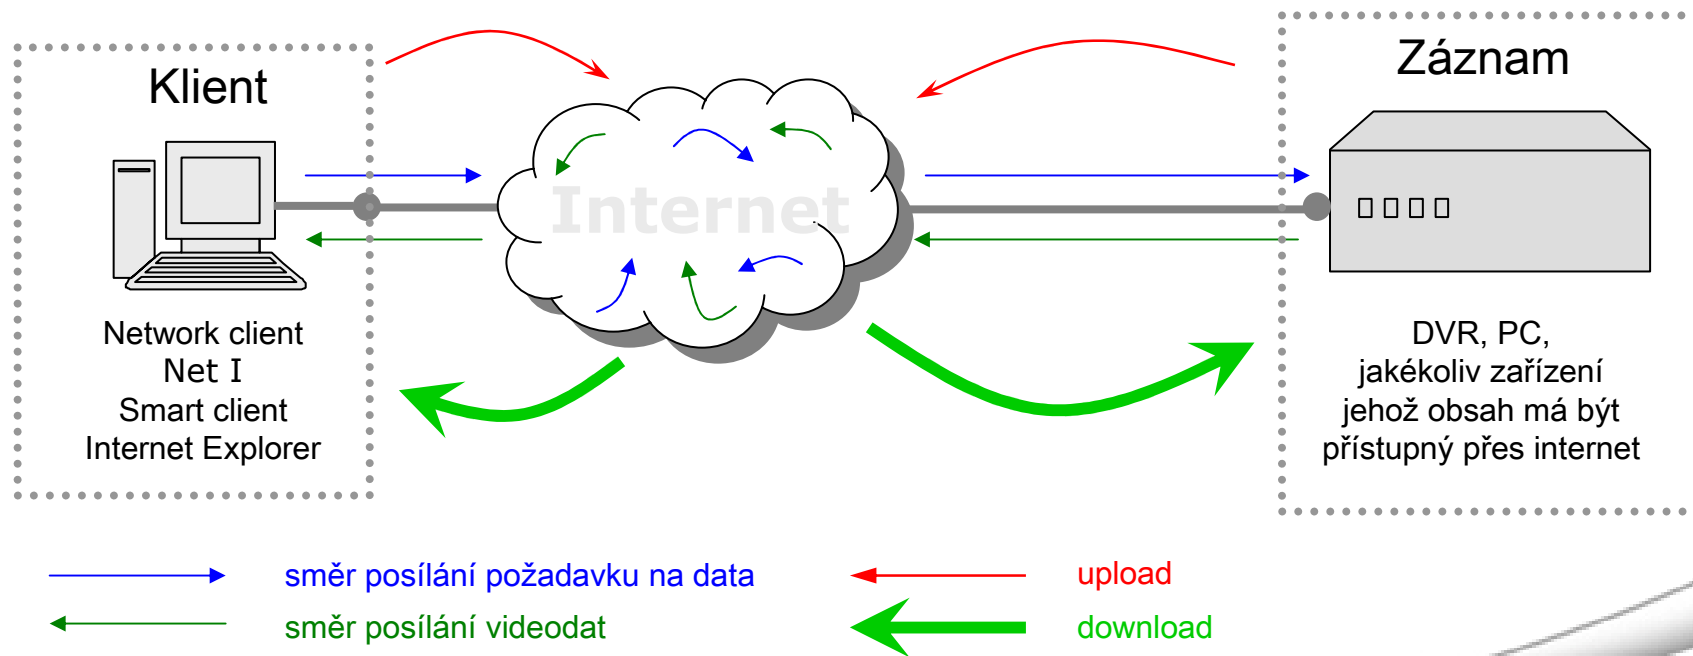 Klient
Network client
Net I
Smart client
Internet Explorer
Internet
Záznam
DVR, PC,
jakékoliv zařízení
jehož obsah má být
přístupný přes internet
směr posílání požadavku na data
směr posílání videodat
upload
download